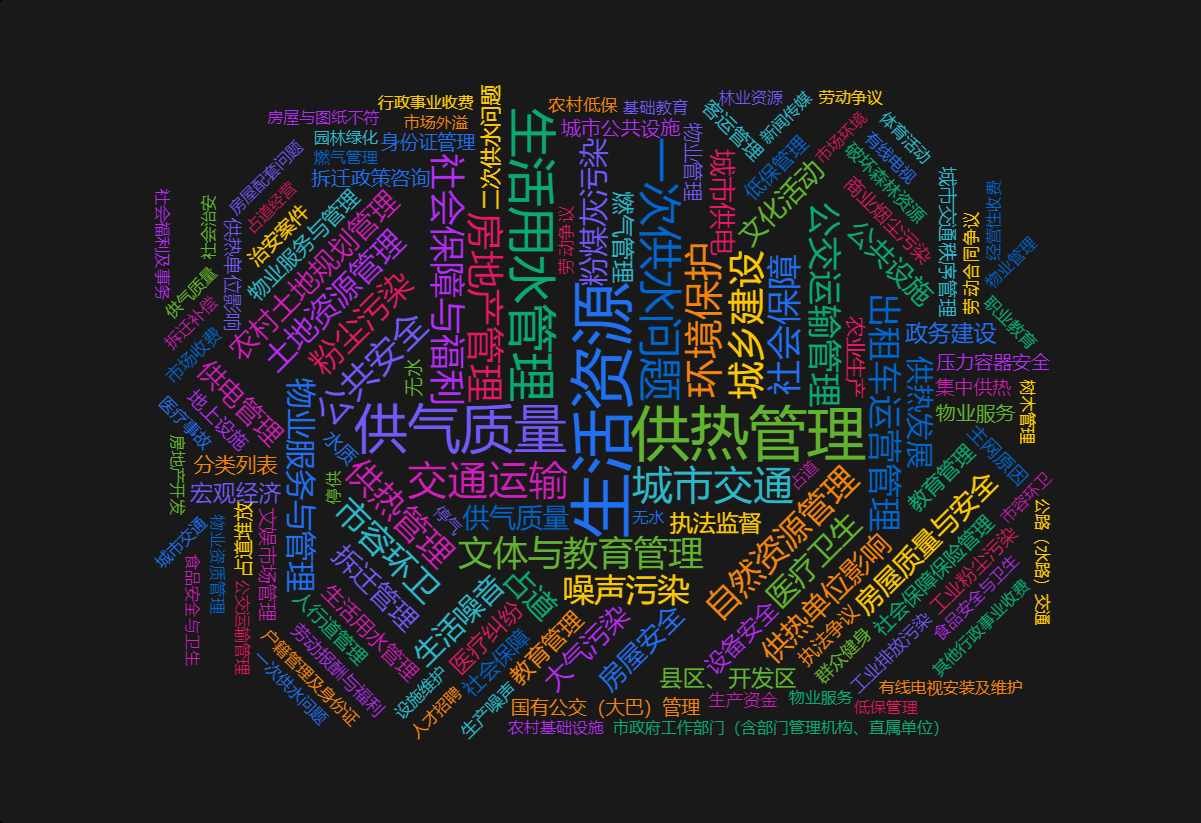 行政事业收费
二次供水问题
农村低保
基础教育
林业资源
劳动争议
房屋与图纸不符
市场外溢
城市公共设施
客运管理
新闻传媒
园林绿化
身份证管理
生活用水管理
粉煤灰污染
物业管理
一次供水问题
城市供电
低保管理
市场环境
有线电视
体育活动
破坏森林资源
燃气管理
拆迁政策咨询
房屋配套问题
占道经营
社会保障与福利
房地产管理
劳动争议
燃气管理
文化活动
商业烟尘污染
城市交通秩序管理
经营性收费
社会福利及事务
社会治安
供热单位影响
治安案件
物业服务与管理
农村土地规划管理
土地资源管理
环境保护
城乡建设
社会保障
公交运输管理
公共设施
劳动合同争议
物业管理
供气质量
拆迁补偿
粉尘污染
公共安全
生活资源
出租车运营管理
农业生产
政务建设
职业教育
市场收费
供电管理
无水
供热发展
压力容器安全
集中供热
树木管理
医疗事故
地上设施
物业服务与管理
水质
供气质量
供热管理
物业服务
主网原因
房地产开发
分类列表
宏观经济
停供
供热管理
交通运输
城市交通
占道
教育管理
市容环卫
停气
供气质量
无水
执法监督
自然资源管理
房屋质量与安全
公路（水路）交通
城市交通
物业资质管理
占道堆放
文娱市场管理
市容环卫
拆迁管理
文体与教育管理
医疗卫生
供热单位影响
社会保障保险管理
工业粉尘污染
食品安全与卫生
食品安全与卫生
公交运输管理
人行道管理
生活用水管理
生活噪音
占道
噪声污染
设备安全
执法争议
群众健身
工业排放污染
其他行政事业收费
户籍管理及身份证
劳动报酬与福利
一次供水问题
医疗纠纷
社会保障
教育管理
大气污染
房屋安全
县区、开发区
有线电视安装及维护
设施维护
人才招聘
生产噪声
国有公交（大巴）管理
生产资金
物业服务
低保管理
农村基础设施
市政府工作部门（含部门管理机构、直属单位）